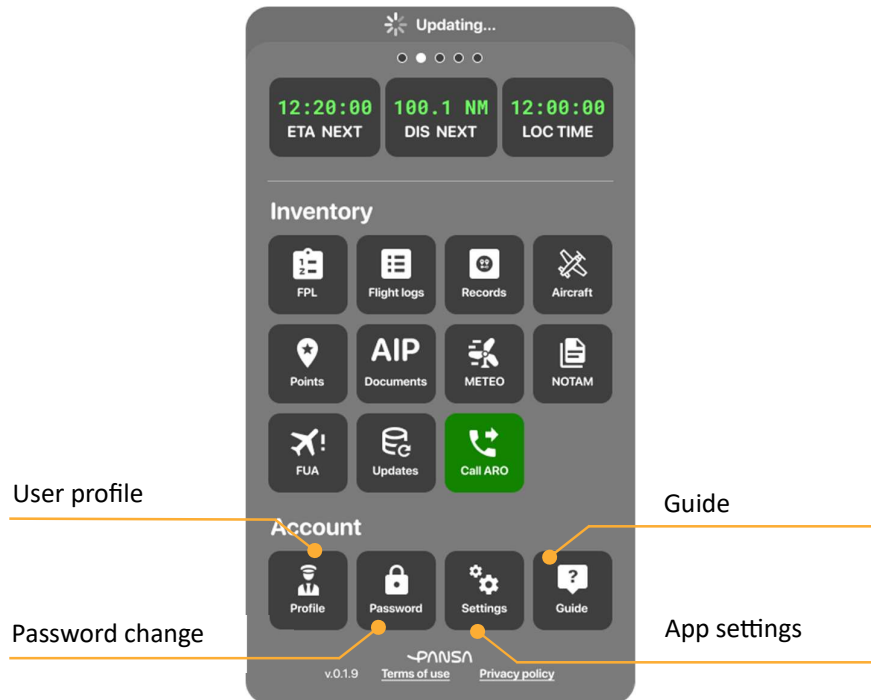 Updating...
12:20:00 100.1 NM 12:00:00
ETA NEXT DIS NEXT LOC TIME
Inventory
1
2
FPL Flight logs Records Aircraft
AIP
Points Documents METEO NOTAM
!
FUA Updates Call ARO
User profile
Guide
Account
?
Profile Password Settings Guide
Password change
App settings
PANSA
v.0.1.9 Terms of use Privacy policy